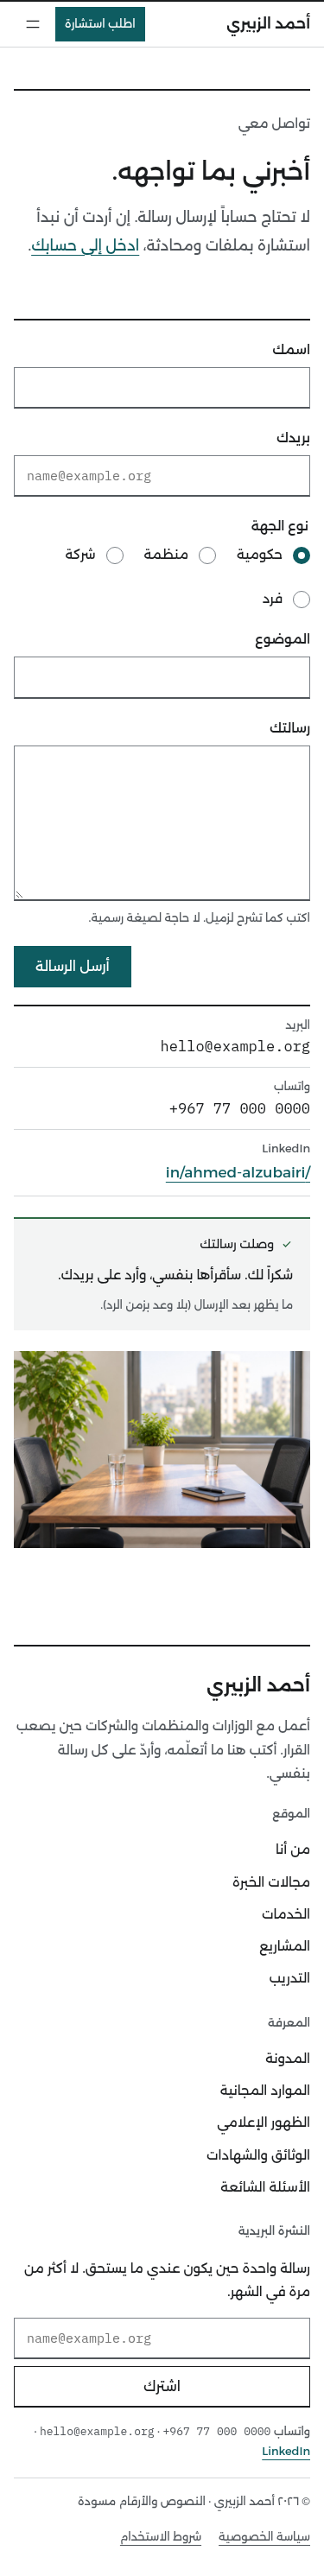 أحمد الزبيري
اطلب استشارة
تواصل معي
أخبرني بما تواجهه.
لا تحتاج حساباً لإرسال رسالة. إن أردت أن نبدأ
استشارة بملفات ومحادثة، ادخل إلى حسابك.
اسمك
بريدك
name@example.org
نوع الجهة
حكومية
منظمة
شركة
فرد
الموضوع
رسالتك
اكتب كما تشرح لزميل. لا حاجة لصيغة رسمية.
أرسل الرسالة
البريد
hello@example.org
واتساب
+967 77 000 0000
LinkedIn
in/ahmed-alzubairi/
✓ وصلت رسالتك
شكراً لك. سأقرأها بنفسي، وأرد على بريدك.
ما يظهر بعد الإرسال (بلا وعد بزمن الرد).
أحمد الزبيري
أعمل مع الوزارات والمنظمات والشركات حين يصعب
القرار. أكتب هنا ما أتعلّمه، وأردّ على كل رسالة
بنفسي.
الموقع
من أنا
مجالات الخبرة
الخدمات
المشاريع
التدريب
المعرفة
المدونة
الموارد المجانية
الظهور الإعلامي
الوثائق والشهادات
الأسئلة الشائعة
النشرة البريدية
رسالة واحدة حين يكون عندي ما يستحق. لا أكثر من
مرة في الشهر.
name@example.org
اشترك
واتساب +967 77 000 0000 · hello@example.org ·
LinkedIn
© ٢٠٢٦ أحمد الزبيري · النصوص والأرقام مسودة
سياسة الخصوصية
شروط الاستخدام